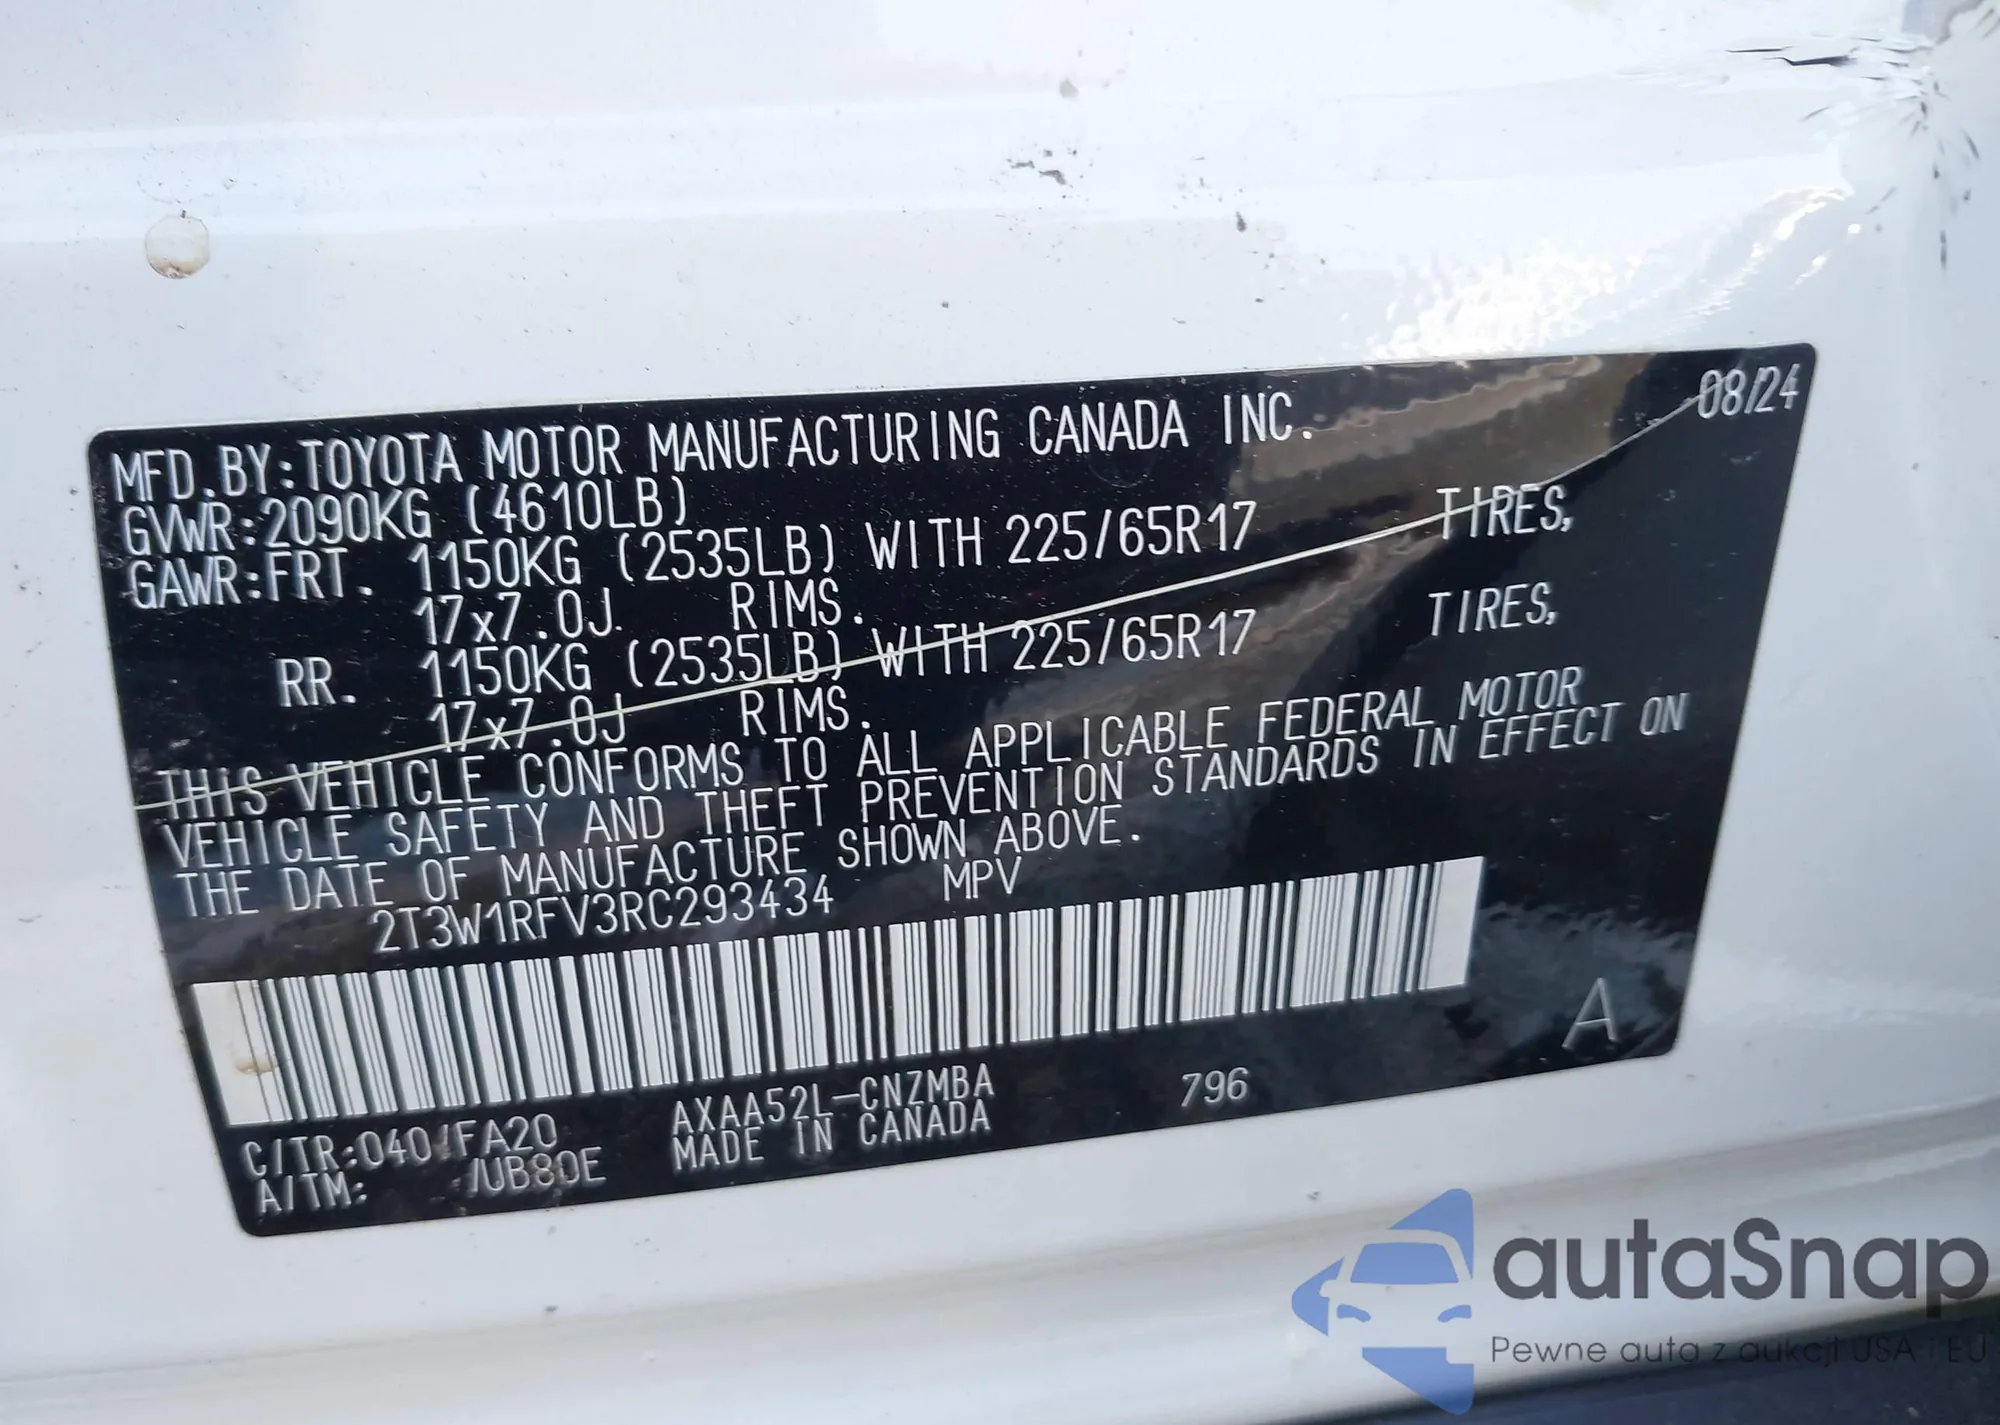 08/24
MFD.BY:TOYOTA MOTOR MANUFACTURING CANADA INC.
GVWR:2090KG (4610LB)
GAWR:FRT. 1150KG (2535LB) WITH 225/65R17 TIRES,
17x7.0J RIMS.
RR. 1150KG (2535LB) WITH 225/65R17 TIRES,
17x7.0J RIMS.
THIS VEHICLE CONFORMS TO ALL APPLICABLE FEDERAL MOTOR
VEHICLE SAFETY AND THEFT PREVENTION STANDARDS IN EFFECT ON
THE DATE OF MANUFACTURE SHOWN ABOVE.
2T3W1RFV3RC293434 MPV
A
C/TR:040/FA20 AXAA52L-CNZMBA 796
A/TM: /UB80E MADE IN CANADA
autaSnap
Pewne auta z aukcji USA i EU